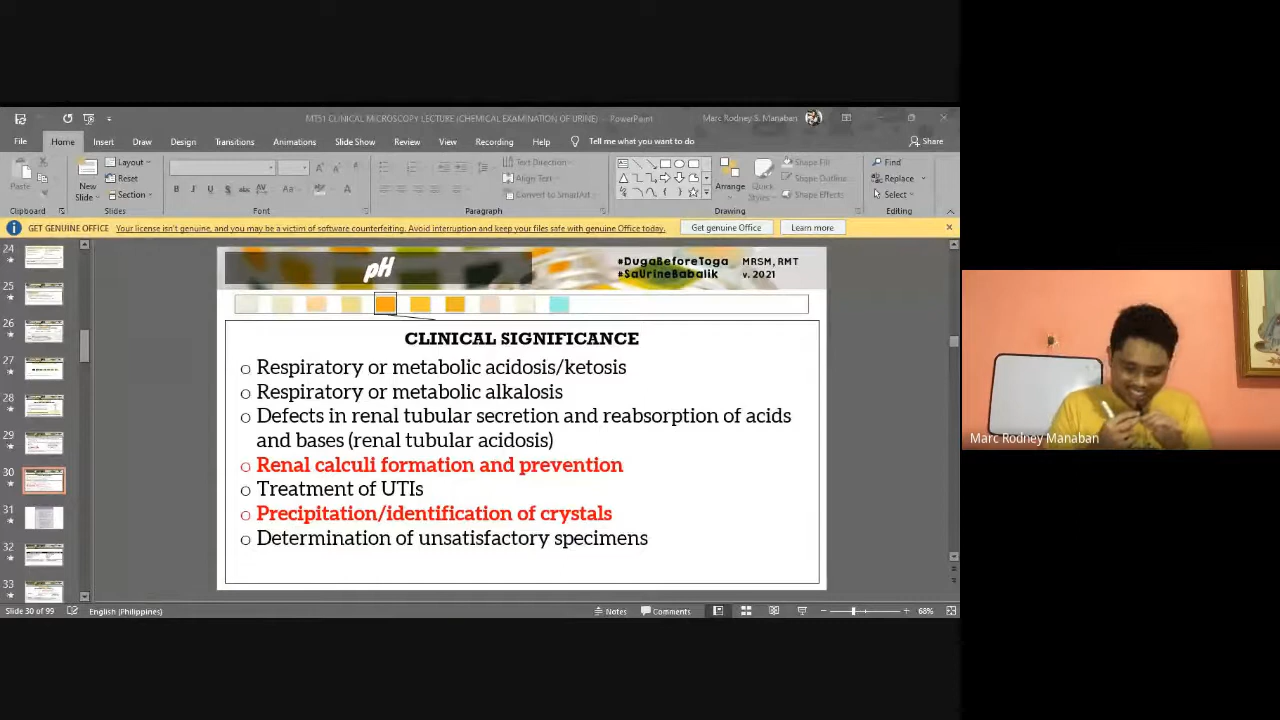 MT51 CLINICAL MICROSCOPY LECTURE (CHEMICAL EXAMINATION OF URINE) - PowerPoint
Marc Rodney S. Manaban
File Home Insert Draw Design Transitions Animations Slide Show Review View Recording Help Tell me what you want to do Share
Paste
New Slide
Layout
Reset
Section
B I U S abc AV Aa A
Text Direction
Align Text
Convert to SmartArt
Arrange
Quick Styles
Shape Fill
Shape Outline
Shape Effects
Find
Replace
Select
Clipboard Slides Font Paragraph Drawing Editing
GET GENUINE OFFICE Your license isn't genuine, and you may be a victim of software counterfeiting. Avoid interruption and keep your files safe with genuine Office today. Get genuine Office Learn more
24
25
26
27
28
29
30
31
32
33
pH
#DugaBeforeToga MRSM, RMT
#SaUrineBabalik v. 2021
CLINICAL SIGNIFICANCE
o Respiratory or metabolic acidosis/ketosis
o Respiratory or metabolic alkalosis
o Defects in renal tubular secretion and reabsorption of acids
and bases (renal tubular acidosis)
o Renal calculi formation and prevention
o Treatment of UTIs
o Precipitation/identification of crystals
o Determination of unsatisfactory specimens
Marc Rodney Manaban
Slide 30 of 99 English (Philippines) Notes Comments 68%